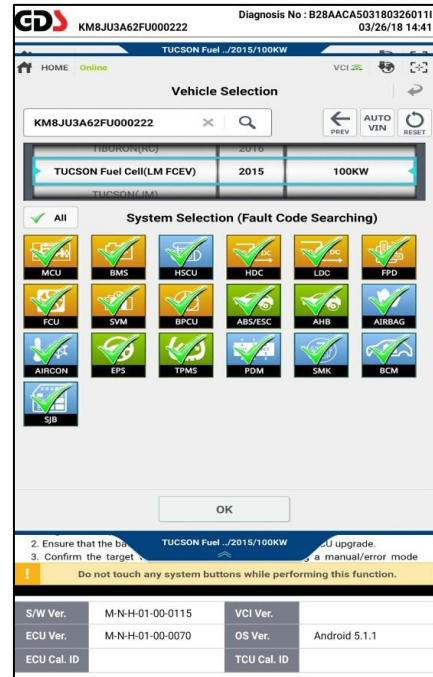 GDS KM8JU3A62FU000222
Diagnosis No : B28AACA503180326011I
03/26/18 14:41
TUCSON Fuel ../2015/100KW
HOME Online VCI
Vehicle Selection
KM8JU3A62FU000222
PREV
AUTO VIN
RESET
TIBURON(RC) 2016
TUCSON Fuel Cell(LM FCEV) 2015 100KW
TUCSON(JM)
All System Selection (Fault Code Searching)
MCU BMS HSCU HDC LDC FPD
FCU SVM BPCU ABS/ESC AHB AIRBAG
AIRCON EPS TPMS PDM SMK BCM
SJB
OK
2. Ensure that the TUCSON Fuel ../2015/100KW upgrade.
3. Confirm the target a manual/error mode
Do not touch any system buttons while performing this function.
S/W Ver. M-N-H-01-00-0115 VCI Ver.
ECU Ver. M-N-H-01-00-0070 OS Ver. Android 5.1.1
ECU Cal. ID TCU Cal. ID